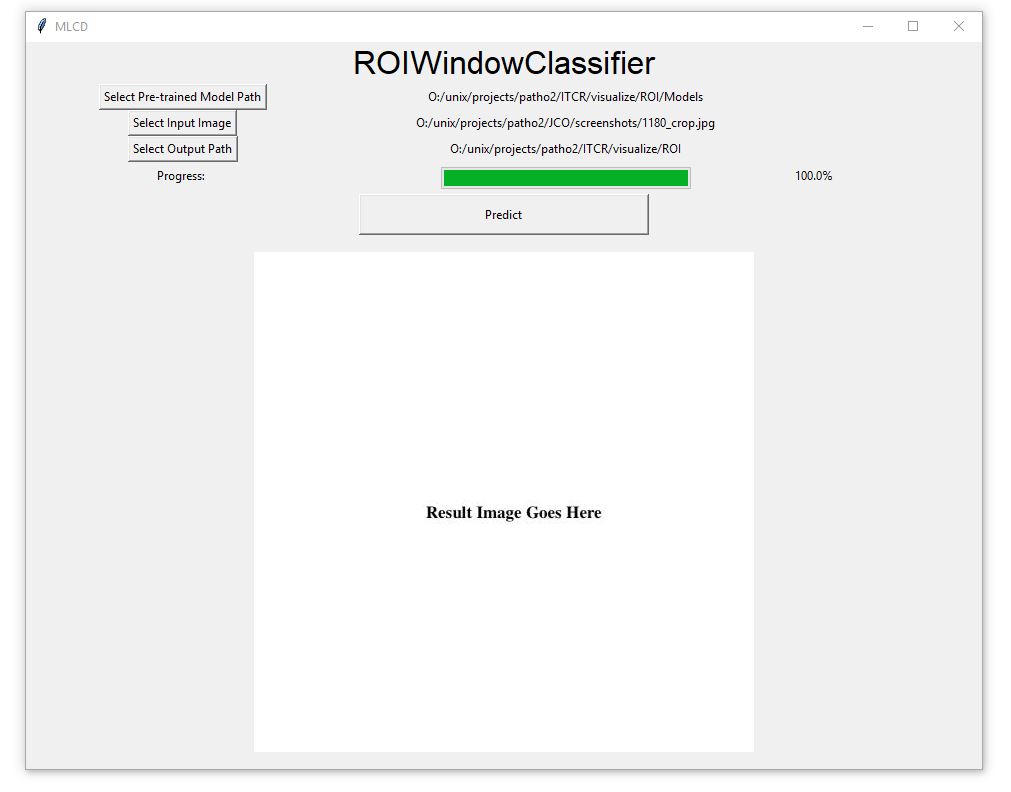 MLCD
ROIWindowClassifier
Select Pre-trained Model Path O:/unix/projects/patho2/ITCR/visualize/ROI/Models
Select Input Image O:/unix/projects/patho2/JCO/screenshots/1180_crop.jpg
Select Output Path O:/unix/projects/patho2/ITCR/visualize/ROI
Progress: 100.0%
Predict
Result Image Goes Here